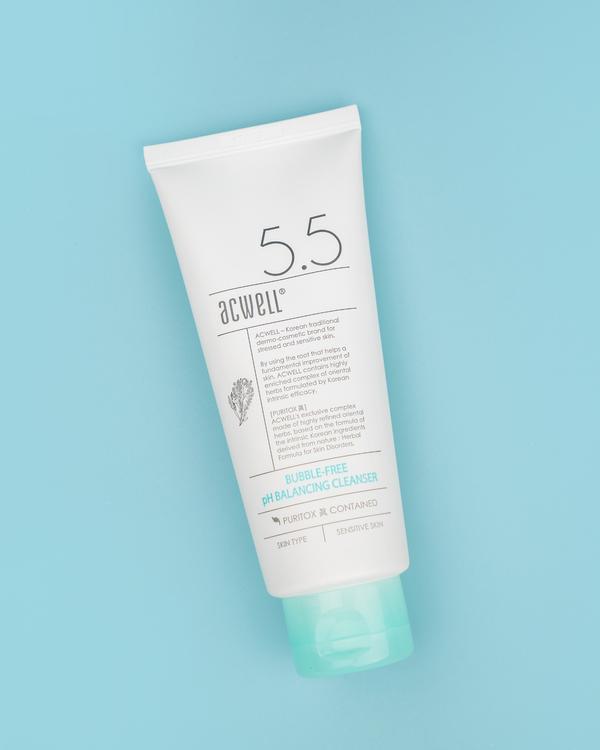 5.5
acwell®
ACWELL – Korean traditional
dermo-cosmetic brand for
stressed and sensitive skin.
By using the root that helps a
fundamental improvement of
skin. ACWELL contains highly
enriched complex of oriental
herbs formulated by Korean
intrinsic efficacy.
[PURITOX]
ACWELL's exclusive complex
made of highly refined oriental
herbs, based on the formula of
the intrinsic Korean ingredients
derived from nature : Herbal
Formula for Skin Disorders.
BUBBLE-FREE
pH BALANCING CLEANSER
PURITOX CONTAINED
SKIN TYPE SENSITIVE SKIN